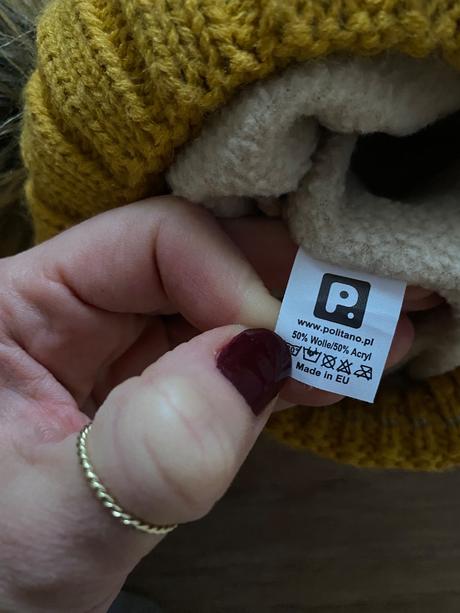 P.
www.politano.pl
50% Wolle/50% Acryl
Made in EU